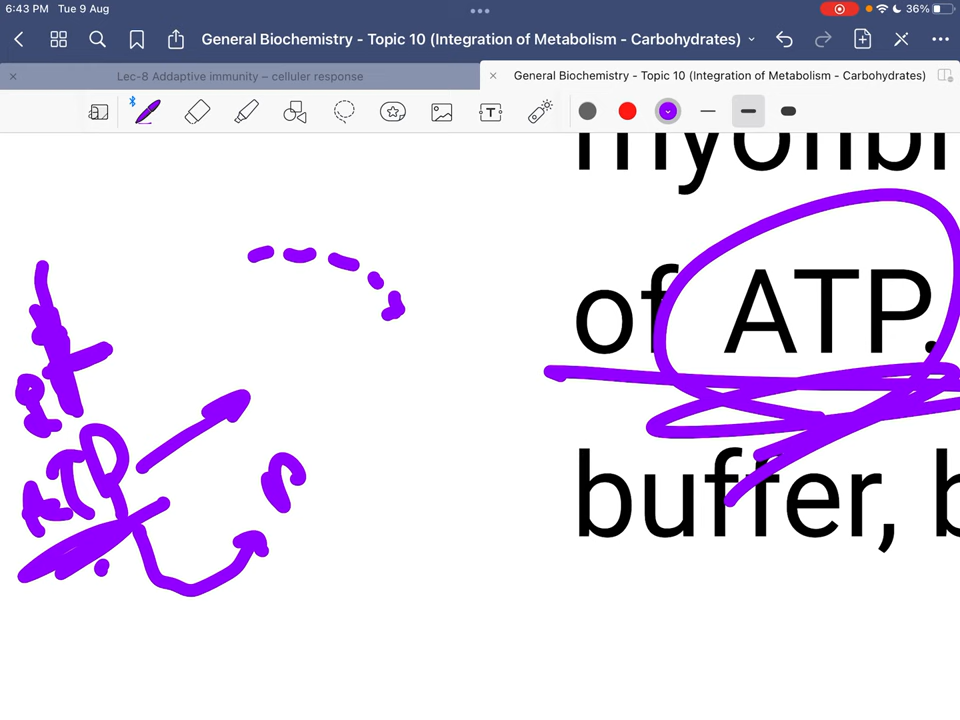 6:43 PM Tue 9 Aug
36%
General Biochemistry - Topic 10 (Integration of Metabolism - Carbohydrates)
Lec-8 Addaptive immunity – celluler response
General Biochemistry - Topic 10 (Integration of Metabolism - Carbohydrates)
of ATP.
buffer, b
ATP